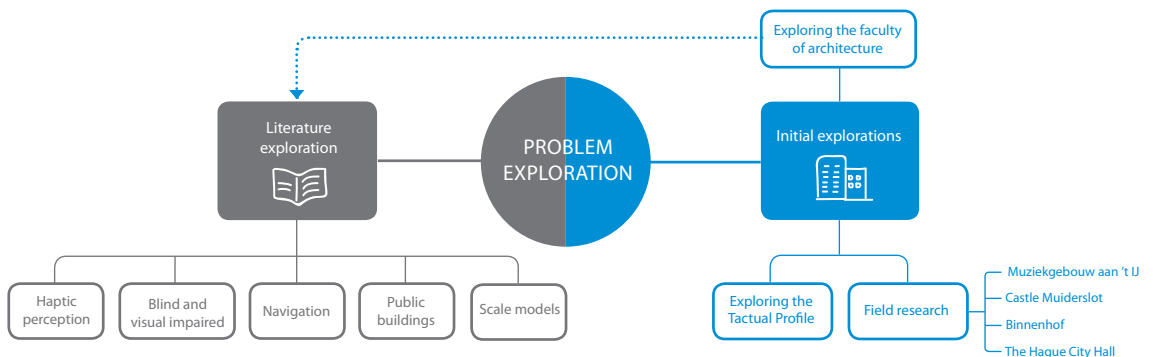 Exploring the faculty
of architecture
Literature
exploration
PROBLEM
EXPLORATION
Initial explorations
Haptic
perception
Blind and
visual impaired
Navigation
Public
buildings
Scale models
Exploring the
Tactual Profile
Field research
Muziekgebouw aan 't IJ
Castle Muiderslot
Binnenhof
The Hague City Hall